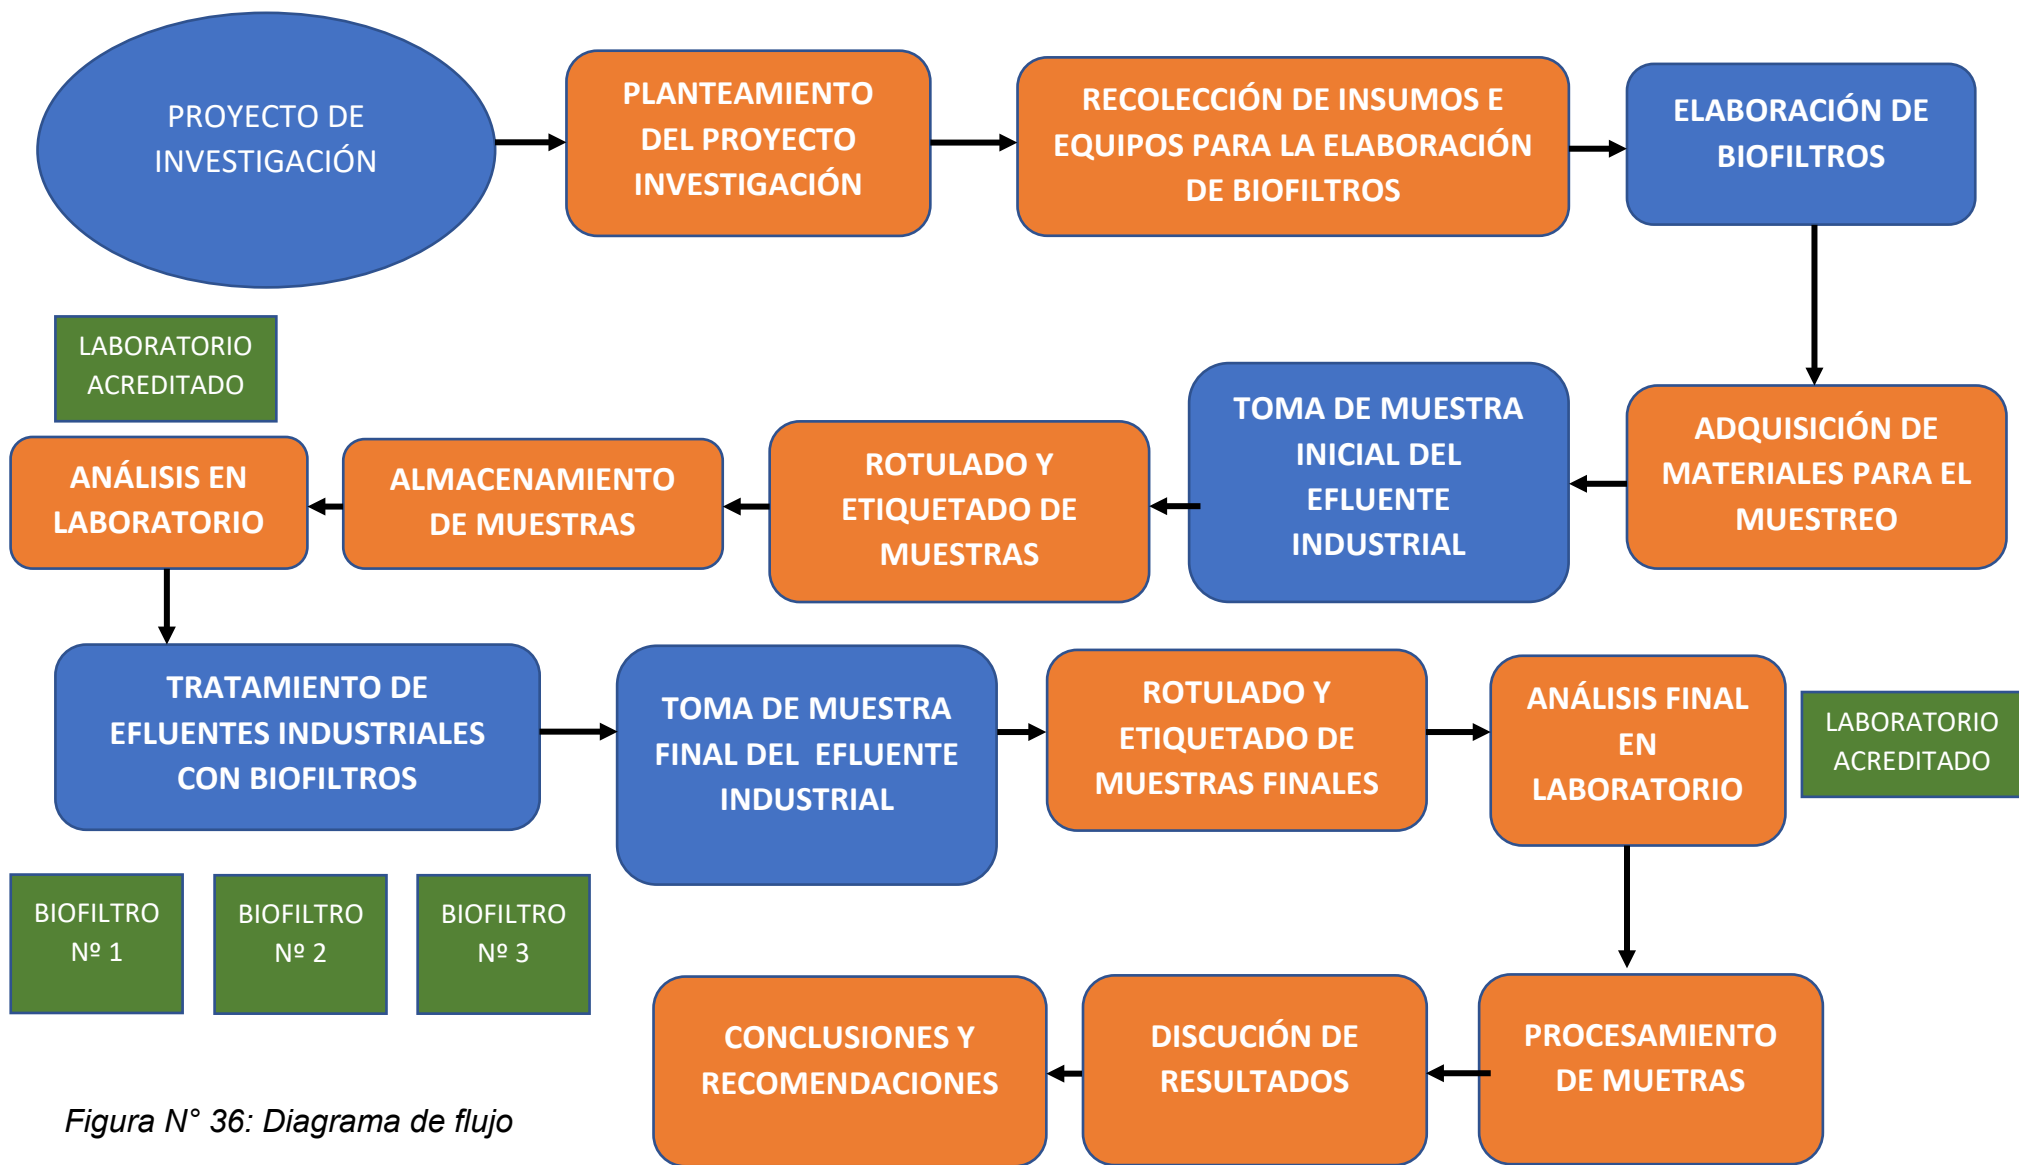 PROYECTO DE
INVESTIGACIÓN
PLANTEAMIENTO
DEL PROYECTO
INVESTIGACIÓN
RECOLECCIÓN DE INSUMOS E
EQUIPOS PARA LA ELABORACIÓN
DE BIOFILTROS
ELABORACIÓN DE
BIOFILTROS
ADQUISICIÓN DE
MATERIALES PARA EL
MUESTREO
TOMA DE MUESTRA
INICIAL DEL
EFLUENTE
INDUSTRIAL
ROTULADO Y
ETIQUETADO DE
MUESTRAS
ALMACENAMIENTO
DE MUESTRAS
LABORATORIO
ACREDITADO
ANÁLISIS EN
LABORATORIO
TRATAMIENTO DE
EFLUENTES INDUSTRIALES
CON BIOFILTROS
BIOFILTRO
Nº 1
BIOFILTRO
Nº 2
BIOFILTRO
Nº 3
TOMA DE MUESTRA
FINAL DEL  EFLUENTE
INDUSTRIAL
ROTULADO Y
ETIQUETADO DE
MUESTRAS FINALES
ANÁLISIS FINAL
EN
LABORATORIO
LABORATORIO
ACREDITADO
PROCESAMIENTO
DE MUETRAS
DISCUCIÓN DE
RESULTADOS
CONCLUSIONES Y
RECOMENDACIONES
Figura N° 36: Diagrama de flujo